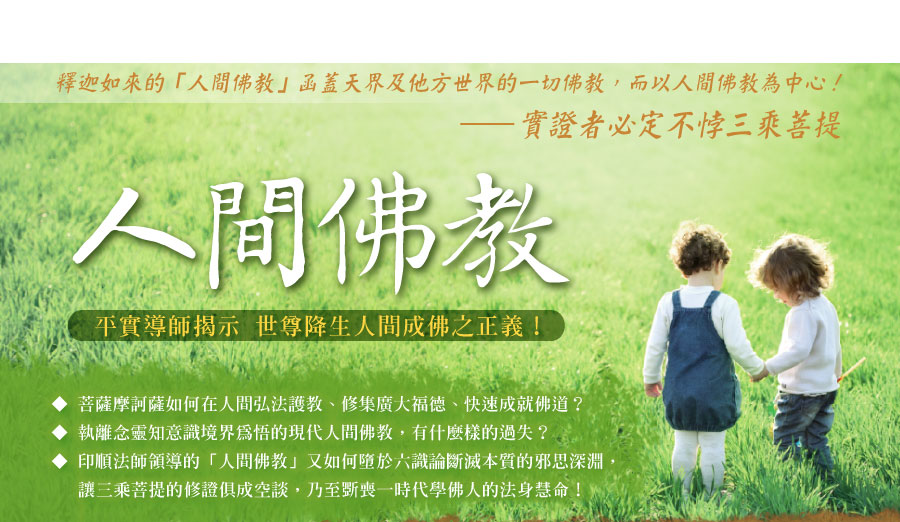 釋迦如來的「人間佛教」函蓋天界及他方世界的一切佛教，而以人間佛教為中心！
——實證者必定不悖三乘菩提
人間佛教
平實導師揭示 世尊降生人間成佛之正義！
◆ 菩薩摩訶薩如何在人間弘法護教、修集廣大福德、快速成就佛道？
◆ 執離念靈知意識境界爲悟的現代人間佛教，有什麼樣的過失？
◆ 印順法師領導的「人間佛教」又如何墮於六識論斷滅本質的邪思深淵，
讓三乘菩提的修證俱成空談，乃至斲喪一時代學佛人的法身慧命！